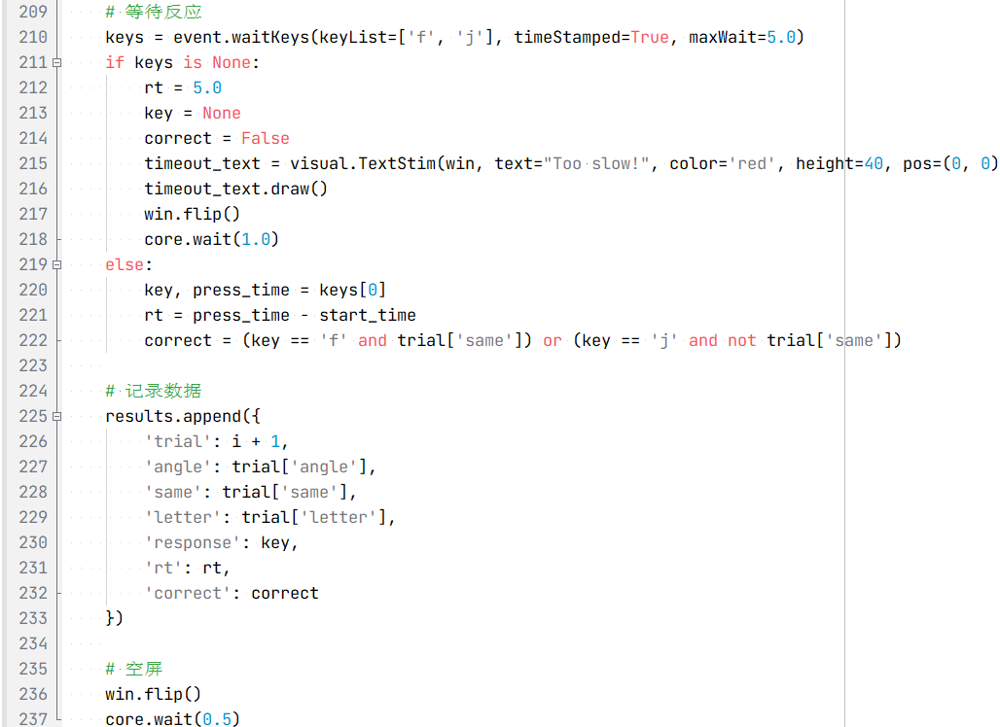 209 # 等待反应
210 keys = event.waitKeys(keyList=['f', 'j'], timeStamped=True, maxWait=5.0)
211 if keys is None:
212 rt = 5.0
213 key = None
214 correct = False
215 timeout_text = visual.TextStim(win, text="Too slow!", color='red', height=40, pos=(0, 0)
216 timeout_text.draw()
217 win.flip()
218 core.wait(1.0)
219 else:
220 key, press_time = keys[0]
221 rt = press_time - start_time
222 correct = (key == 'f' and trial['same']) or (key == 'j' and not trial['same'])
223
224 # 记录数据
225 results.append({
226 'trial': i + 1,
227 'angle': trial['angle'],
228 'same': trial['same'],
229 'letter': trial['letter'],
230 'response': key,
231 'rt': rt,
232 'correct': correct
233 })
234
235 # 空屏
236 win.flip()
237 core.wait(0.5)